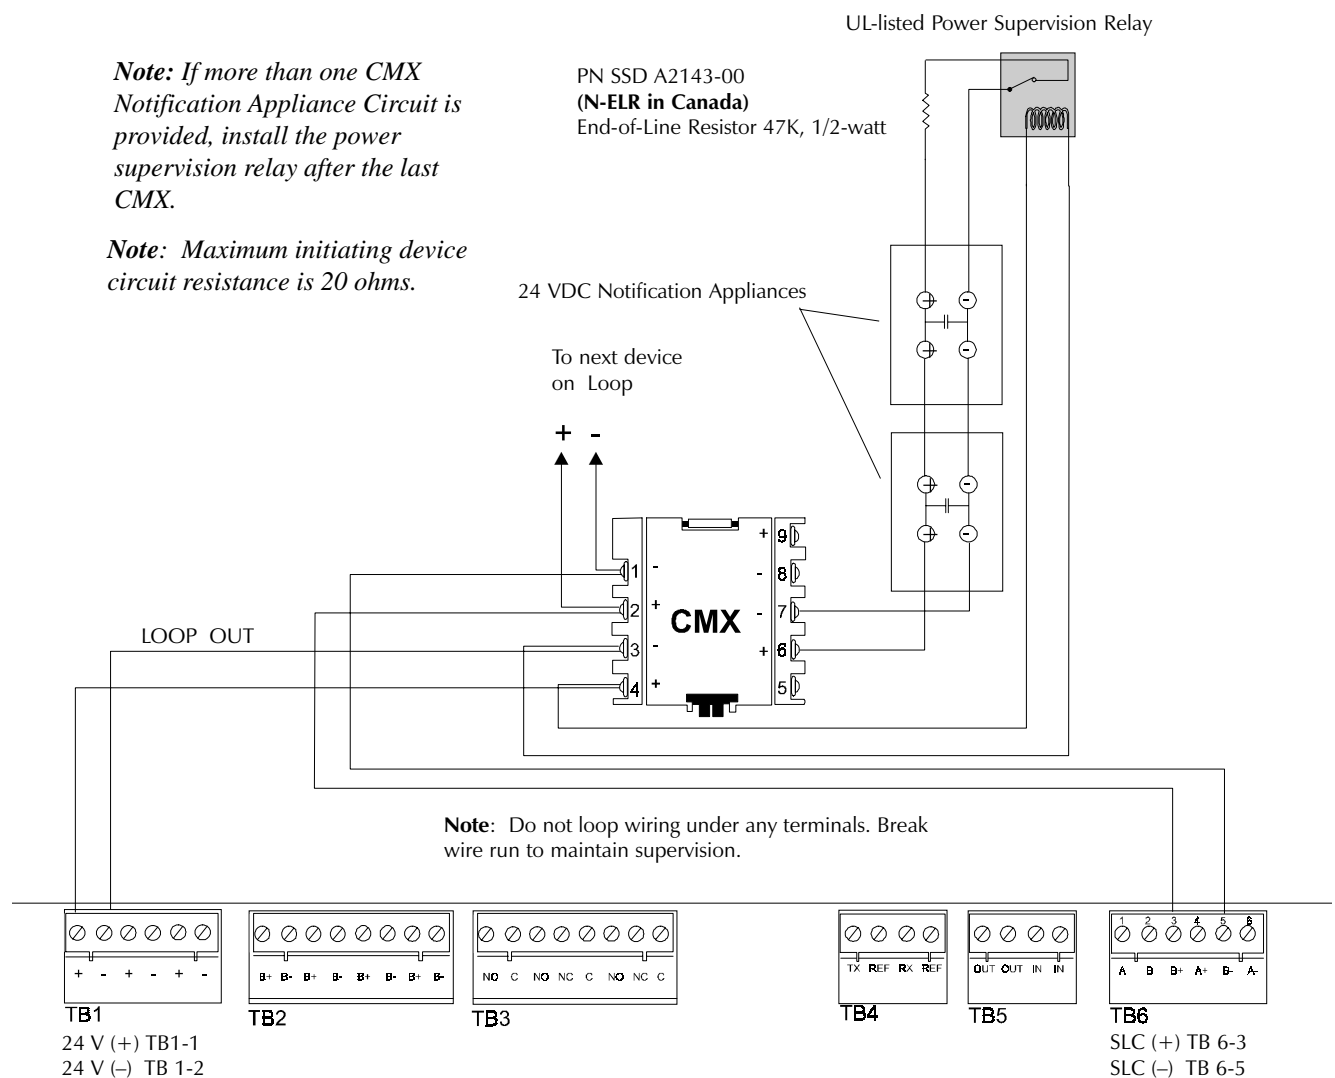 UL-listed Power Supervision Relay
Note: If more than one CMX
Notification Appliance Circuit is
provided, install the power
supervision relay after the last
CMX.
PN SSD A2143-00
(N-ELR in Canada)
End-of-Line Resistor 47K, 1/2-watt
Note: Maximum initiating device
circuit resistance is 20 ohms.
24 VDC Notification Appliances
+ -
+ -
To next device
on Loop
+ -
+ -
+ -
1 -
2 +
3 -
4 +
CMX
+ 9
- 8
- 7
+ 6
5
LOOP OUT
Note: Do not loop wiring under any terminals. Break
wire run to maintain supervision.
+ - + - + -
TB1
24 V (+) TB1-1
24 V (–) TB 1-2
B+ B- B+ B- B+ B- B+ B-
TB2
NO C NO NC C NO NC C
TB3
TX REF RX REF
TB4
OUT OUT IN IN
TB5
1 2 3 4 5 6
A B B+ A+ B- A-
TB6
SLC (+) TB 6-3
SLC (–) TB 6-5